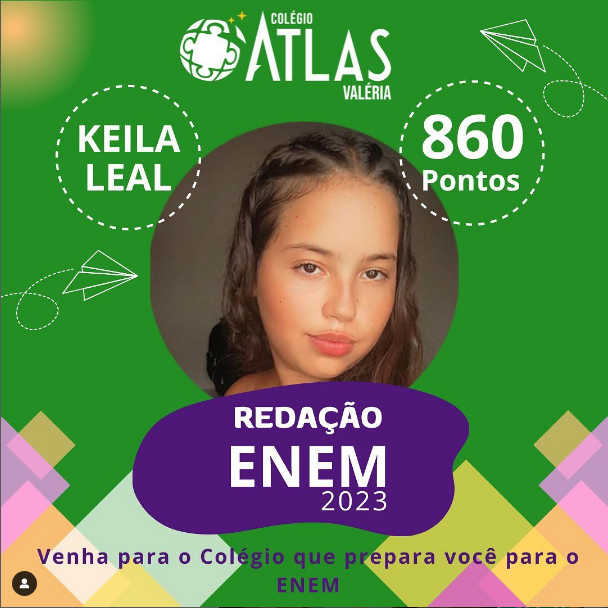 COLÉGIO
ATLAS
VALÉRIA
KEILA
LEAL
860
Pontos
REDAÇÃO
ENEM
2023
Venha para o Colégio que prepara você para o
ENEM